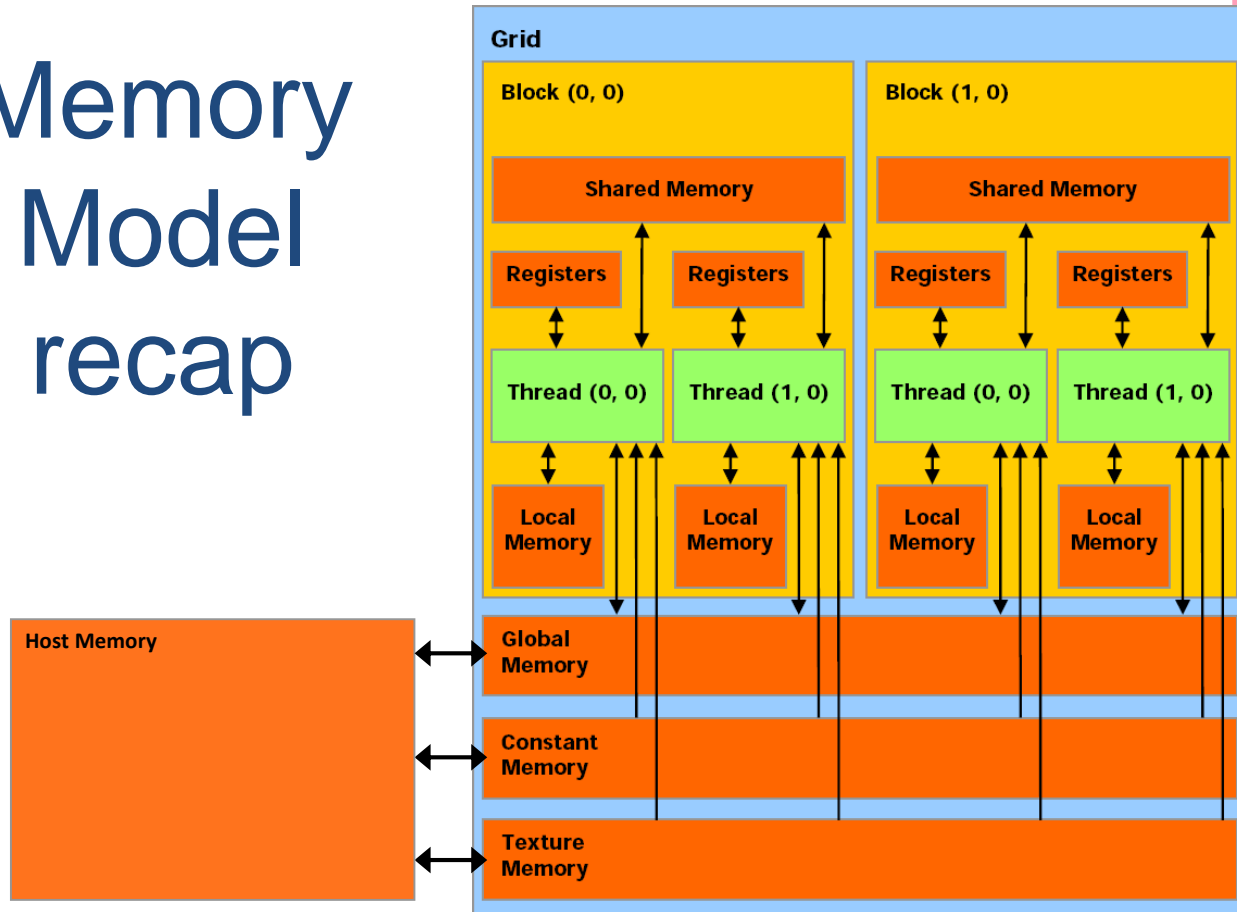 Memory
Model
recap
Grid
Block (0, 0)
Block (1, 0)
Shared Memory
Shared Memory
Registers
Registers
Registers
Registers
Thread (0, 0)
Thread (1, 0)
Thread (0, 0)
Thread (1, 0)
Local
Memory
Local
Memory
Local
Memory
Local
Memory
Host Memory
Global
Memory
Constant
Memory
Texture
Memory